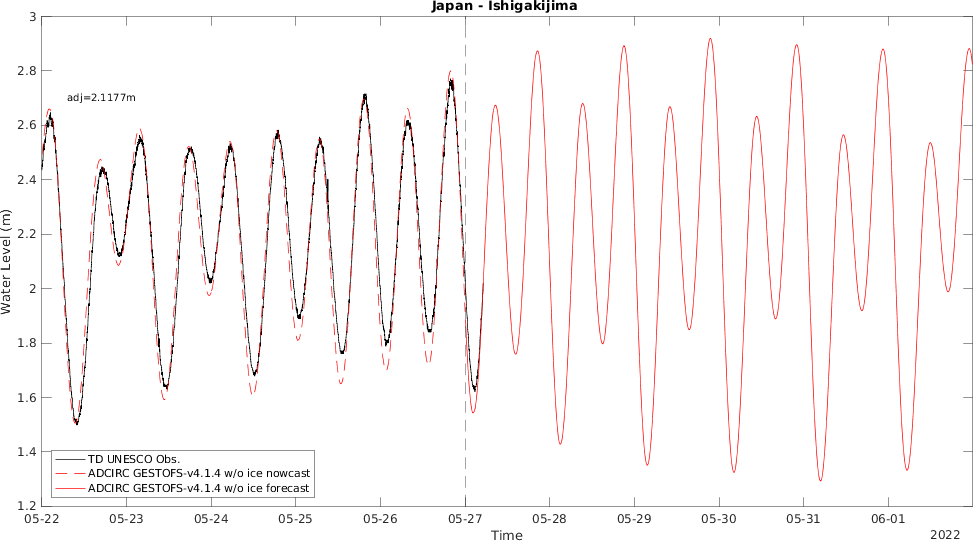 Japan - Ishigakijima
3
2.8
adj=2.1177m
2.6
2.4
2.2
2
1.8
1.6
1.4
1.2
Water Level (m)
TD UNESCO Obs.
ADCIRC GESTOFS-v4.1.4 w/o ice nowcast
ADCIRC GESTOFS-v4.1.4 w/o ice forecast
05-22 05-23 05-24 05-25 05-26 05-27 05-28 05-29 05-30 05-31 06-01
Time
2022